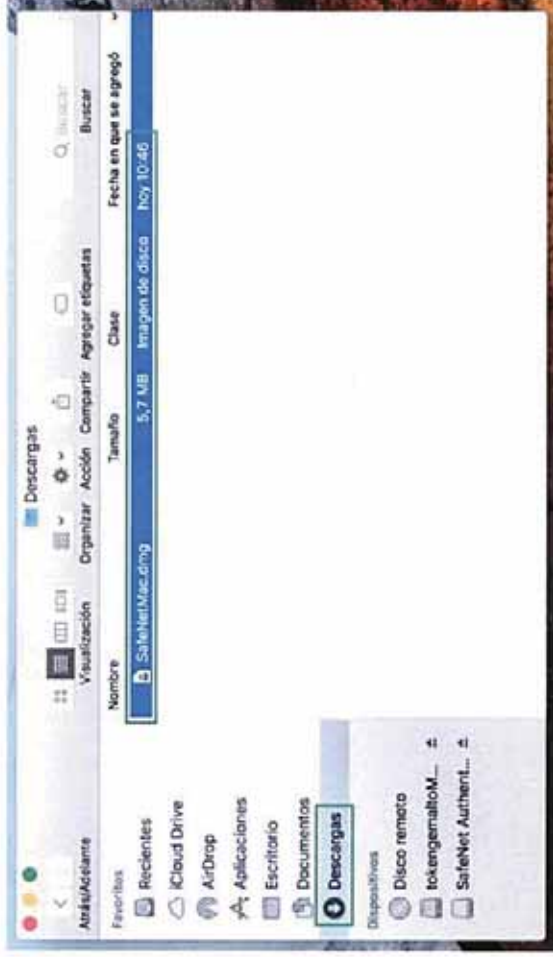 Descargas
Buscar
Atrás/Adelante Visualización Organizar Acción Compartir Agregar etiquetas Buscar
Favoritos
Recientes
iCloud Drive
AirDrop
Aplicaciones
Escritorio
Documentos
Descargas
Dispositivos
Disco remoto
tokengemaltoM...
SafeNet Authent...
Nombre Tamaño Clase Fecha en que se agregó
SafeNetMac.dmg 5,7 MB Imagen de disco hoy 10:46